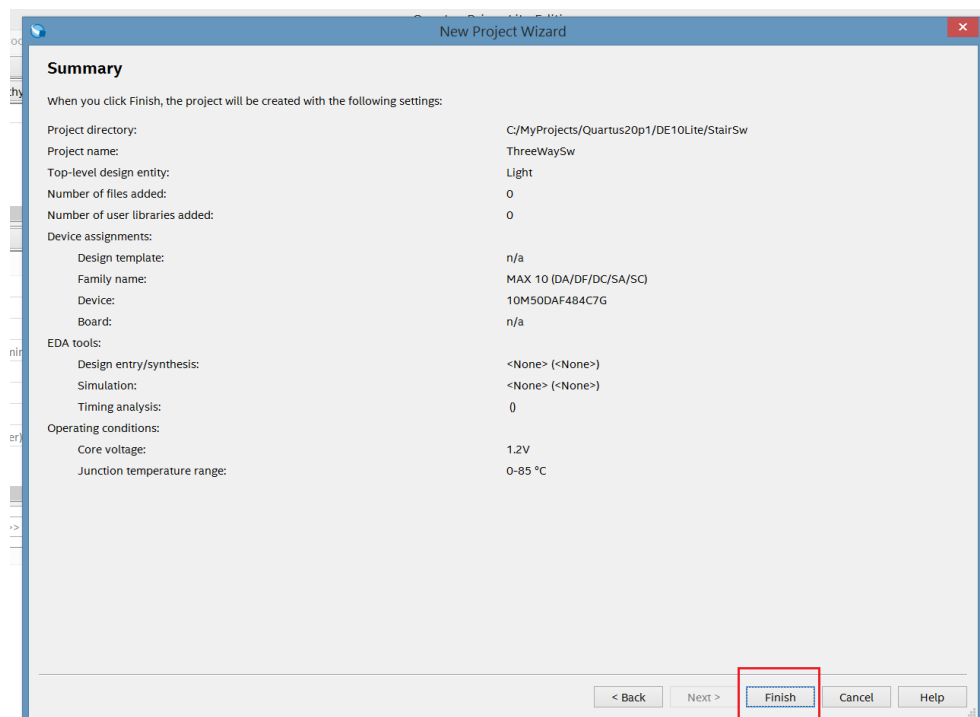 New Project Wizard
Summary
When you click Finish, the project will be created with the following settings:
Project directory: C:/MyProjects/Quartus20p1/DE10Lite/StairSw
Project name: ThreeWaySw
Top-level design entity: Light
Number of files added: 0
Number of user libraries added: 0
Device assignments:
Design template: n/a
Family name: MAX 10 (DA/DF/DC/SA/SC)
Device: 10M50DAF484C7G
Board: n/a
EDA tools:
Design entry/synthesis: <None> (<None>)
Simulation: <None> (<None>)
Timing analysis: ()
Operating conditions:
Core voltage: 1.2V
Junction temperature range: 0-85 °C
< Back Next > Finish Cancel Help